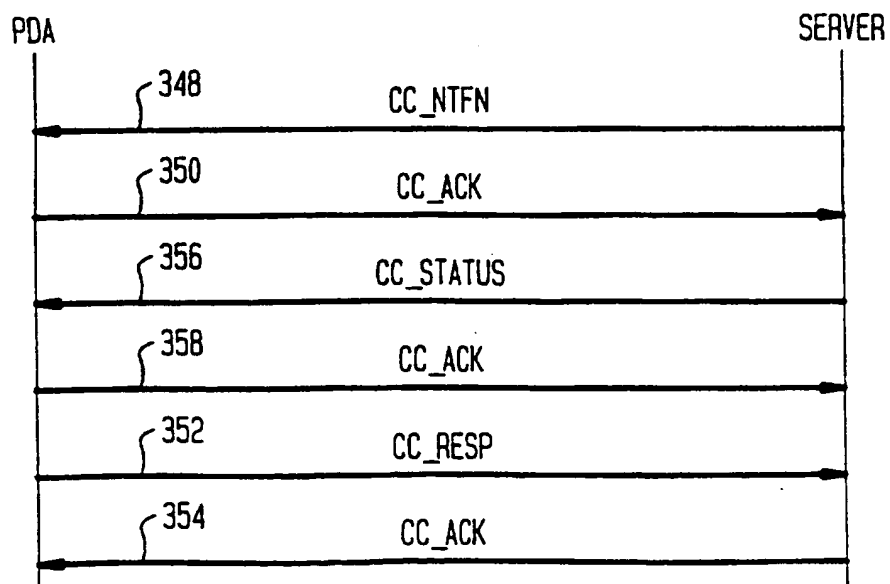 PDA
SERVER
348
CC_NTFN
350
CC_ACK
356
CC_STATUS
358
CC_ACK
352
CC_RESP
354
CC_ACK